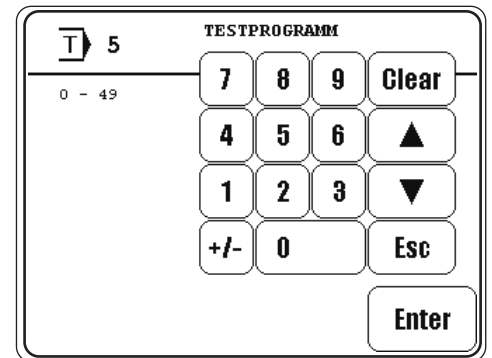 TESTPROGRAMM
T 5
0 - 49
7 8 9 Clear
4 5 6 ▲
1 2 3 ▼
+/- 0 Esc
Enter